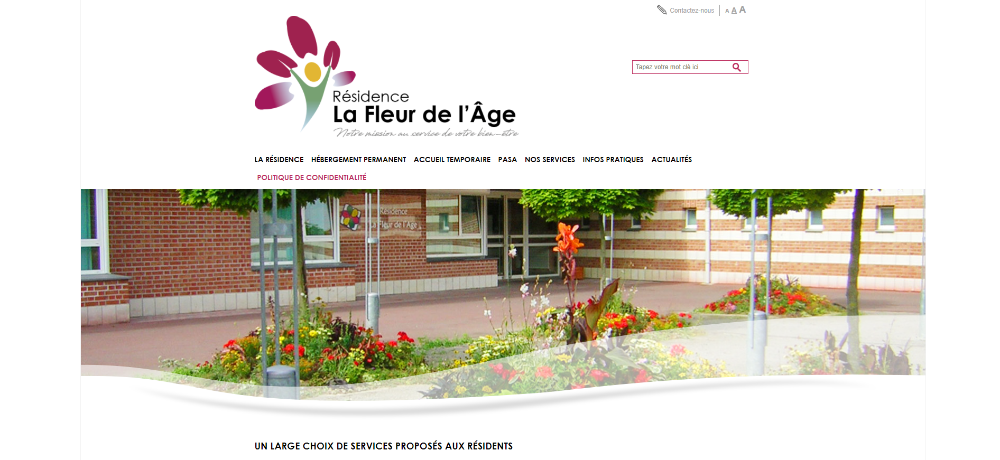 Contactez-nous A A A
Tapez votre mot clé ici
Résidence
La Fleur de l'Âge
Notre mission au service de votre bien-être
LA RÉSIDENCE HÉBERGEMENT PERMANENT ACCUEIL TEMPORAIRE PASA NOS SERVICES INFOS PRATIQUES ACTUALITÉS
POLITIQUE DE CONFIDENTIALITÉ
Résidence
La Fleur de l'Age
UN LARGE CHOIX DE SERVICES PROPOSÉS AUX RÉSIDENTS